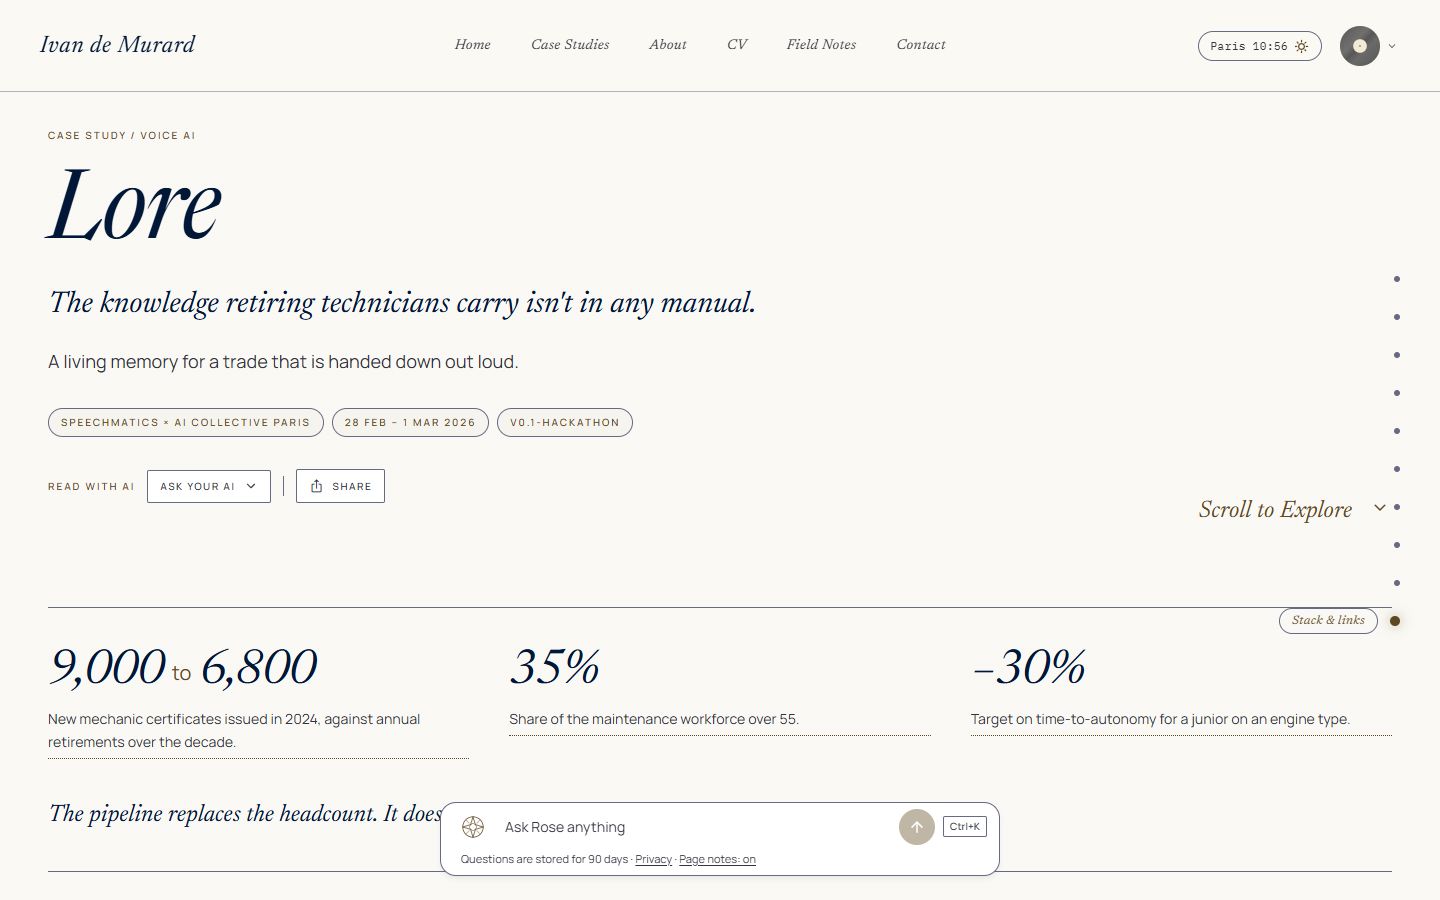 Ivan de Murard
Home Case Studies About CV Field Notes Contact
Paris 10:56
CASE STUDY / VOICE AI
Lore
The knowledge retiring technicians carry isn't in any manual.
A living memory for a trade that is handed down out loud.
SPEECHMATICS × AI COLLECTIVE PARIS 28 FEB – 1 MAR 2026 V0.1-HACKATHON
READ WITH AI ASK YOUR AI SHARE
Scroll to Explore
Stack & links
9,000 to 6,800
New mechanic certificates issued in 2024, against annual
retirements over the decade.
35%
Share of the maintenance workforce over 55.
–30%
Target on time-to-autonomy for a junior on an engine type.
The pipeline replaces the headcount. It does
Ask Rose anything
Ctrl+K
Questions are stored for 90 days · Privacy · Page notes: on